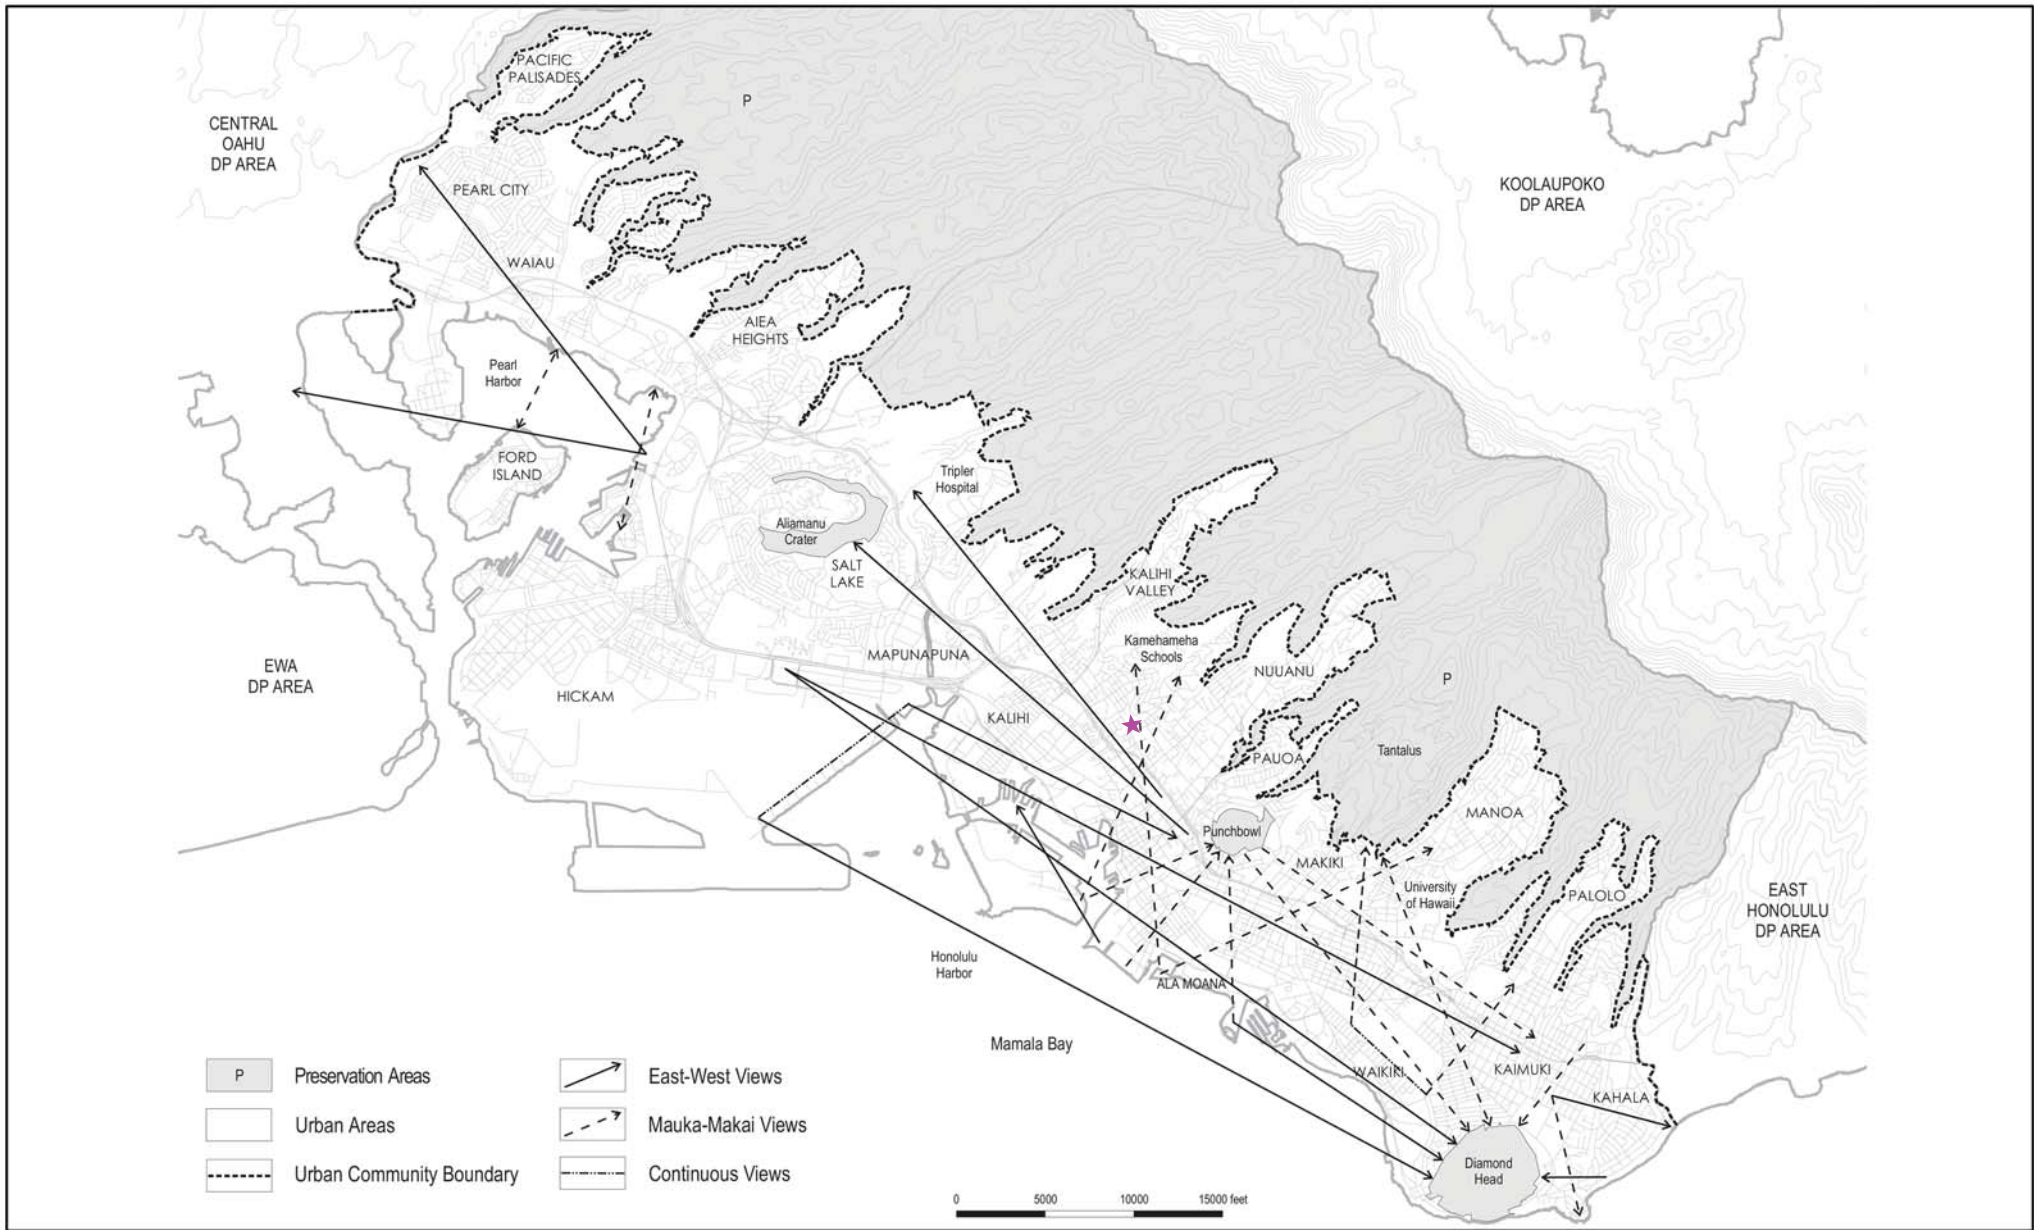 PACIFIC
PALISADES
P
CENTRAL
OAHU
DP AREA
PEARL CITY
KOOLAUPOKO
DP AREA
WAIAU
AIEA
HEIGHTS
Pearl
Harbor
FORD
ISLAND
Tripler
Hospital
Aliamanu
Crater
SALT
LAKE
KALIHI
VALLEY
Kamehameha
Schools
MAPUNAPUNA
NUUANU
EWA
DP AREA
HICKAM
P
KALIHI
Tantalus
PAUOA
MANOA
Punchbowl
MAKIKI
University
of Hawaii
PALOLO
EAST
HONOLULU
DP AREA
Honolulu
Harbor
ALA MOANA
Mamala Bay
WAIKIKI
KAIMUKI
KAHALA
Diamond
Head
P
Preservation Areas
Urban Areas
Urban Community Boundary
East-West Views
Mauka-Makai Views
Continuous Views
0 5000 10000 15000 feet